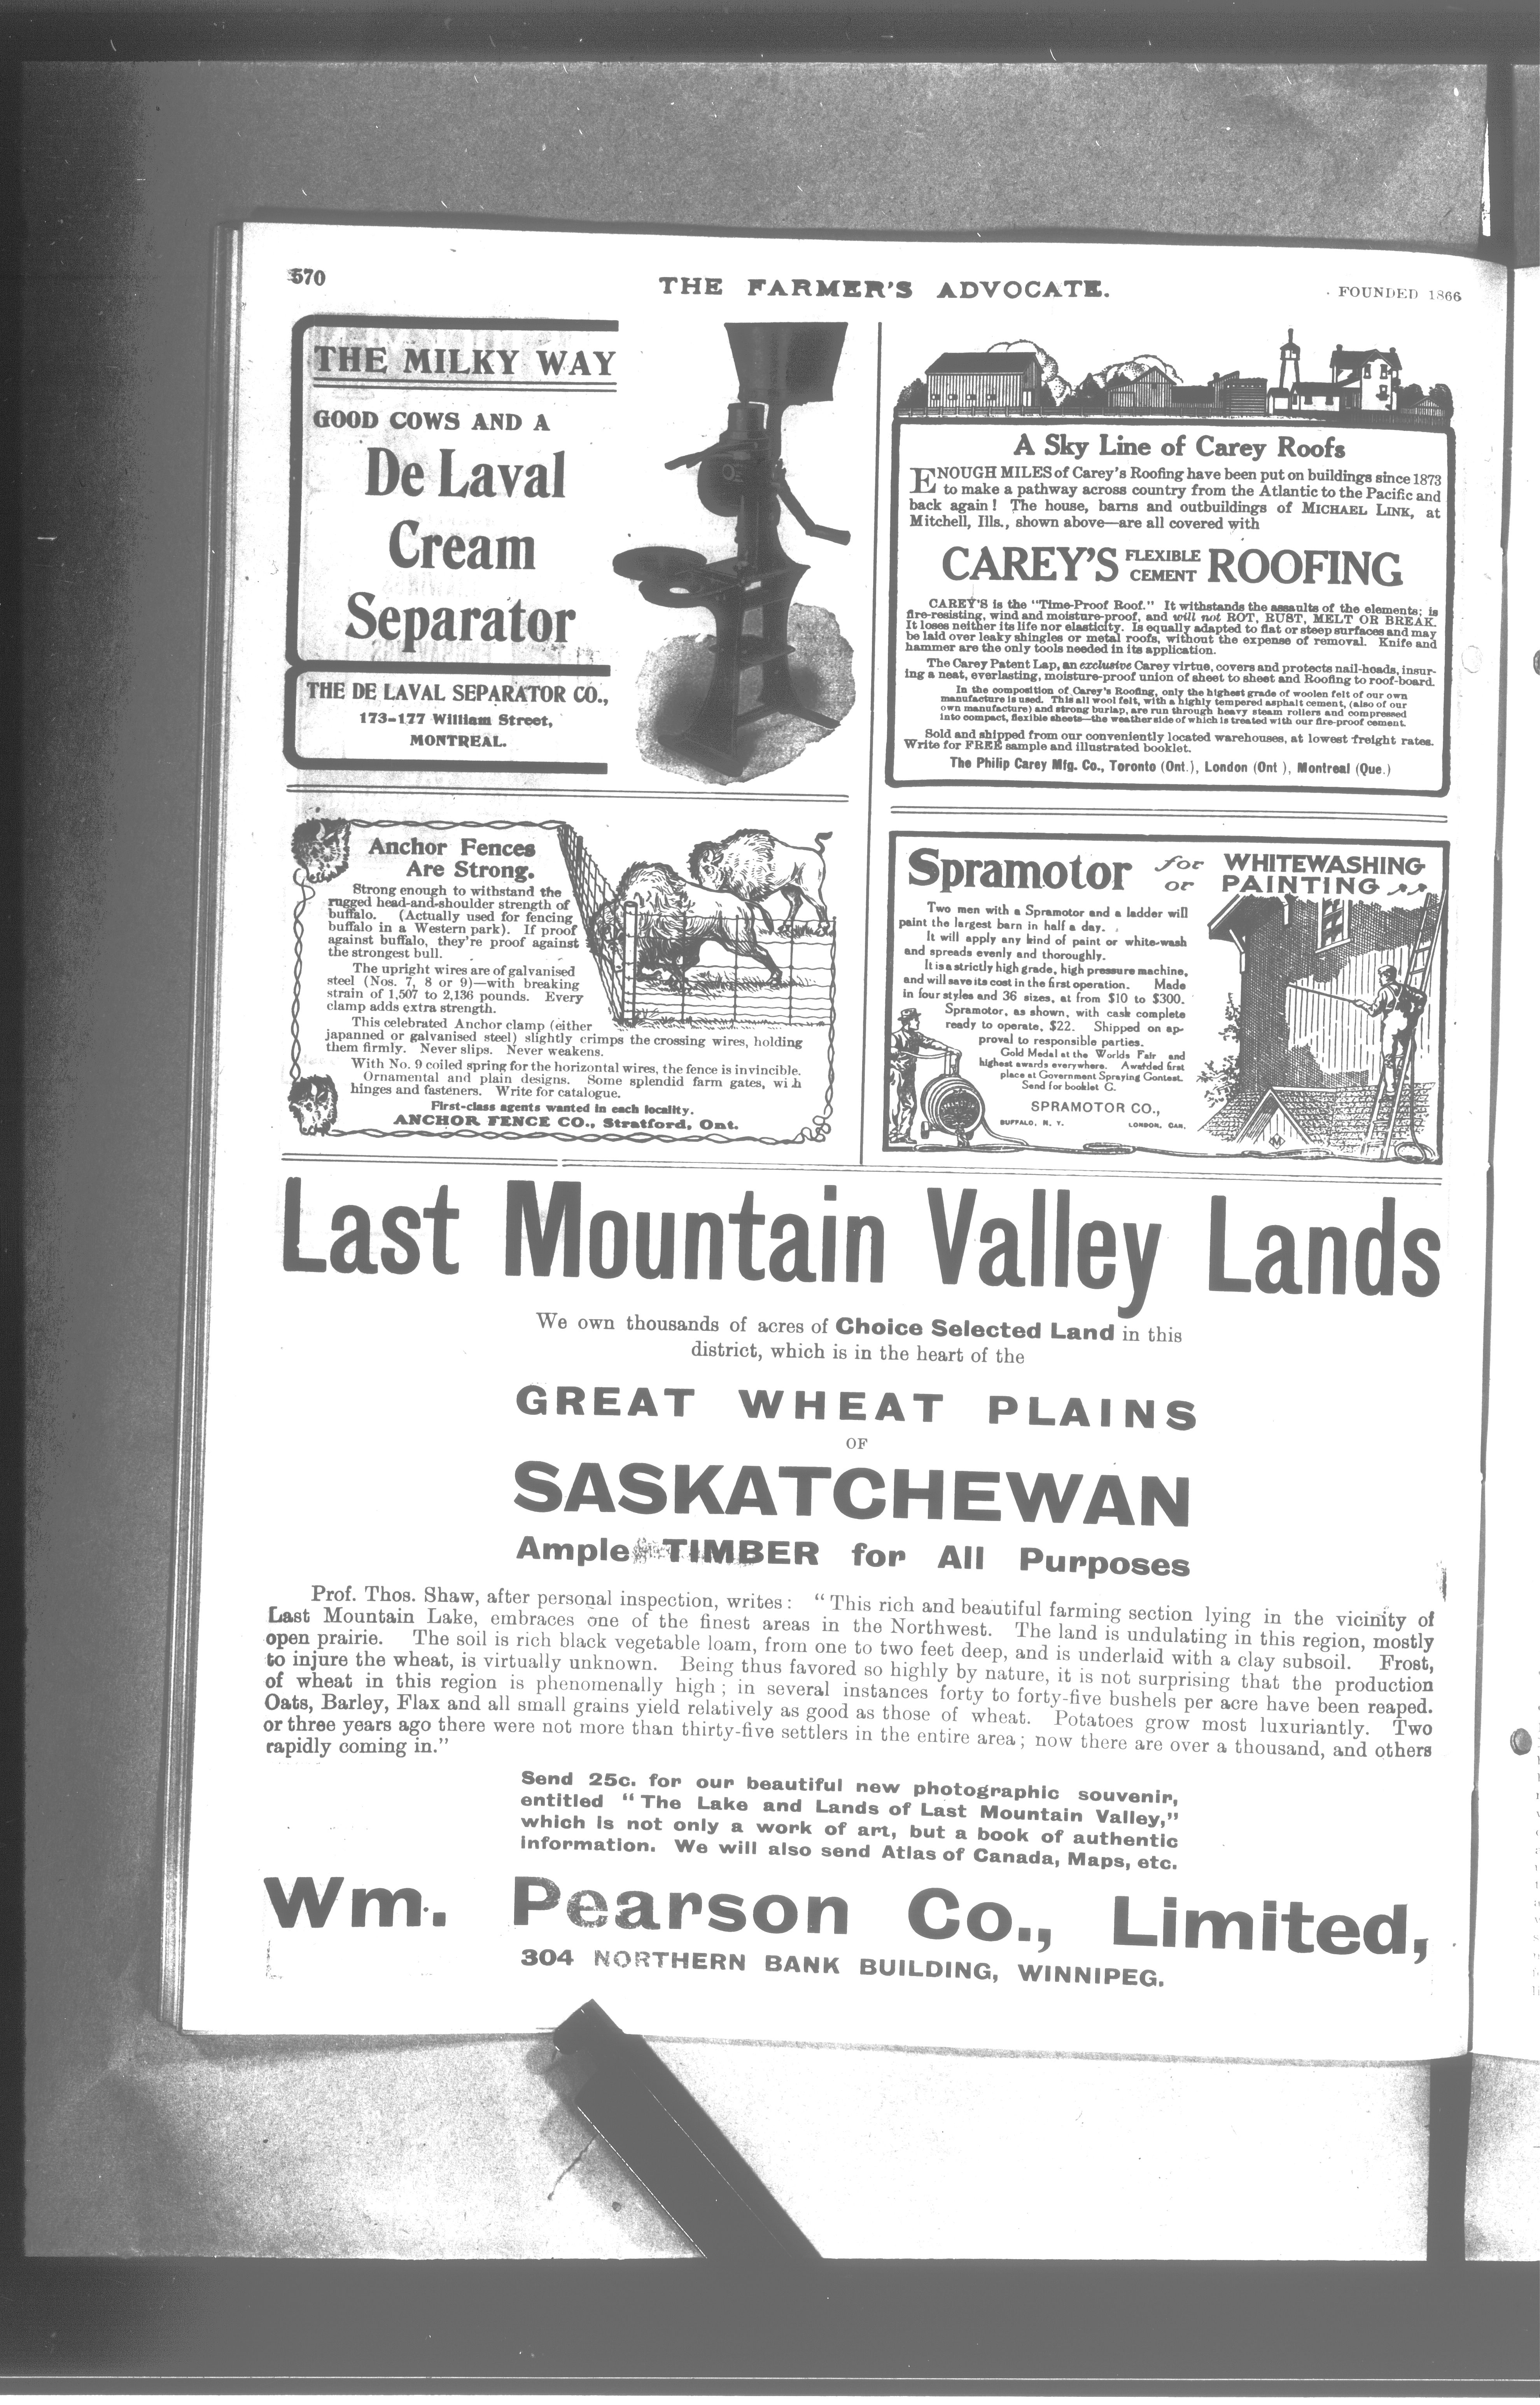 570
THE FARMER'S ADVOCATE.
FOUNDED 1866
THE MILKY WAY
GOOD COWS AND A
De Laval
Cream
Separator
THE DE LAVAL SEPARATOR CO.,
173-177 William Street,
MONTREAL.
A Sky Line of Carey Roofs
ENOUGH MILES of Carey's Roofing have been put on buildings since 1873
to make a pathway across country from the Atlantic to the Pacific and
back again! The house, barns and outbuildings of MICHAEL LINK, at
Mitchell, Ills., shown above—are all covered with
CAREY'S FLEXIBLE CEMENT ROOFING
CAREY'S is the "Time-Proof Roof." It withstands the assaults of the elements; is
fire-resisting, wind and moisture-proof, and will not ROT, RUST, MELT OR BREAK.
It loses neither its life nor elasticity. Is equally adapted to flat or steep surfaces and may
be laid over leaky shingles or metal roofs, without the expense of removal. Knife and
hammer are the only tools needed in its application.
The Carey Patent Lap, an exclusive Carey virtue, covers and protects nail-heads, insur-
ing a neat, everlasting, moisture-proof union of sheet to sheet and Roofing to roof-board.
In the composition of Carey's Roofing, only the highest grade of woolen felt of our own
manufacture is used. This all wool felt, with a highly tempered asphalt cement, (also of our
own manufacture) and strong burlap, are run through heavy steam rollers and compressed
into compact, flexible sheets—the weather side of which is treated with our fire-proof cement.
Sold and shipped from our conveniently located warehouses, at lowest freight rates.
Write for FREE sample and illustrated booklet.
The Philip Carey Mfg. Co., Toronto (Ont.), London (Ont ), Montreal (Que.)
Anchor Fences
Are Strong.
Strong enough to withstand the
rugged head-and-shoulder strength of
buffalo. (Actually used for fencing
buffalo in a Western park). If proof
against buffalo, they're proof against
the strongest bull.
The upright wires are of galvanised
steel (Nos. 7, 8 or 9)—with breaking
strain of 1,507 to 2,136 pounds. Every
clamp adds extra strength.
This celebrated Anchor clamp (either
japanned or galvanised steel) slightly crimps the crossing wires, holding
them firmly. Never slips. Never weakens.
With No. 9 coiled spring for the horizontal wires, the fence is invincible.
Ornamental and plain designs. Some splendid farm gates, wi h
hinges and fasteners. Write for catalogue.
First-class agents wanted in each locality.
ANCHOR FENCE CO., Stratford, Ont.
Spramotor for or WHITEWASHING PAINTING
Two men with a Spramotor and a ladder will
paint the largest barn in half a day.
It will apply any kind of paint or white-wash
and spreads evenly and thoroughly.
It is a strictly high grade, high pressure machine,
and will save its cost in the first operation. Made
in four styles and 36 sizes, at from $10 to $300.
Spramotor, as shown, with cask complete
ready to operate, $22. Shipped on ap-
proval to responsible parties.
Gold Medal at the Worlds Fair and
highest awards everywhere. Awarded first
place at Government Spraying Contest.
Send for booklet G.
SPRAMOTOR CO.,
BUFFALO, N. Y. LONDON, CAN.
Last Mountain Valley Lands
We own thousands of acres of Choice Selected Land in this
district, which is in the heart of the
GREAT WHEAT PLAINS
OF
SASKATCHEWAN
Ample TIMBER for All Purposes
Prof. Thos. Shaw, after personal inspection, writes: "This rich and beautiful farming section lying in the vicinity of
Last Mountain Lake, embraces one of the finest areas in the Northwest. The land is undulating in this region, mostly
open prairie. The soil is rich black vegetable loam, from one to two feet deep, and is underlaid with a clay subsoil. Frost,
to injure the wheat, is virtually unknown. Being thus favored so highly by nature, it is not surprising that the production
of wheat in this region is phenomenally high; in several instances forty to forty-five bushels per acre have been reaped.
Oats, Barley, Flax and all small grains yield relatively as good as those of wheat. Potatoes grow most luxuriantly. Two
or three years ago there were not more than thirty-five settlers in the entire area; now there are over a thousand, and others
rapidly coming in."
Send 25c. for our beautiful new photographic souvenir,
entitled "The Lake and Lands of Last Mountain Valley,"
which is not only a work of art, but a book of authentic
information. We will also send Atlas of Canada, Maps, etc.
Wm. Pearson Co., Limited,
304 NORTHERN BANK BUILDING, WINNIPEG.